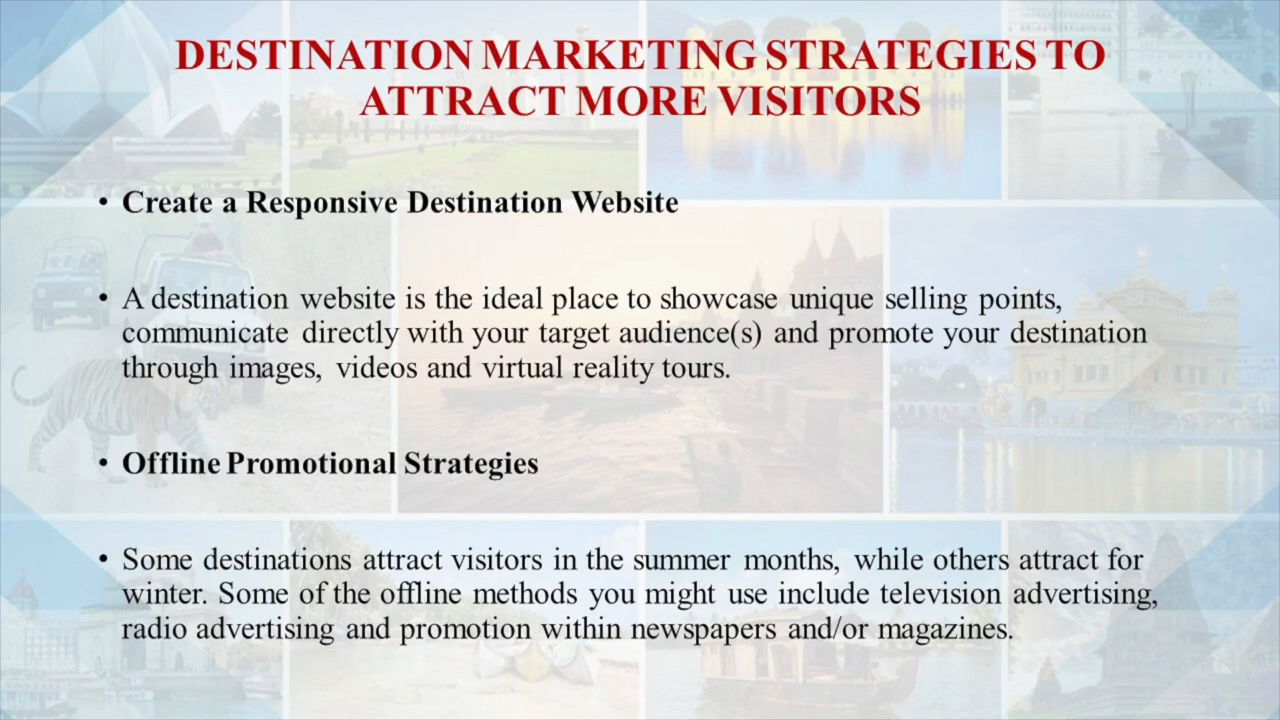 DESTINATION MARKETING STRATEGIES TO
ATTRACT MORE VISITORS
• Create a Responsive Destination Website
• A destination website is the ideal place to showcase unique selling points,
communicate directly with your target audience(s) and promote your destination
through images, videos and virtual reality tours.
• Offline Promotional Strategies
• Some destinations attract visitors in the summer months, while others attract for
winter. Some of the offline methods you might use include television advertising,
radio advertising and promotion within newspapers and/or magazines.